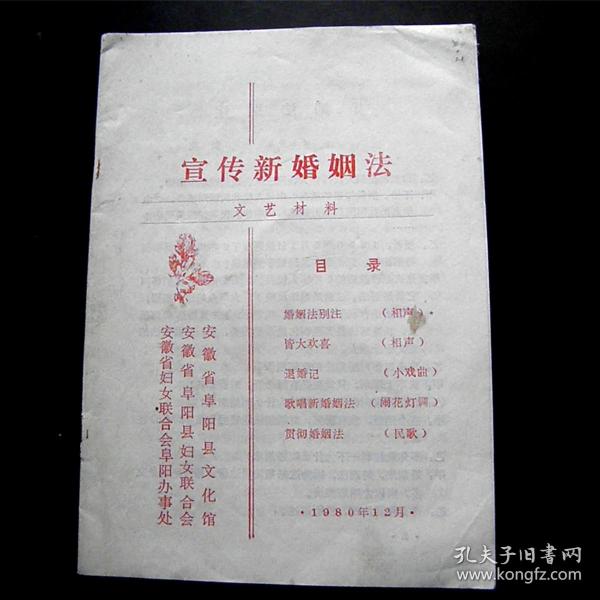 宣传新婚姻法
文艺材料
目录
婚姻法别注 （相声）
皆大欢喜 （相声）
退婚记 （小戏曲）
歌唱新婚姻法 （闹花灯调）
贯彻婚姻法 （民歌）
·1980年12月·
安徽省阜阳县文化馆
安徽省阜阳县妇女联合会
安徽省妇女联合会阜阳办事处
孔夫子旧书网
www.kongfz.com